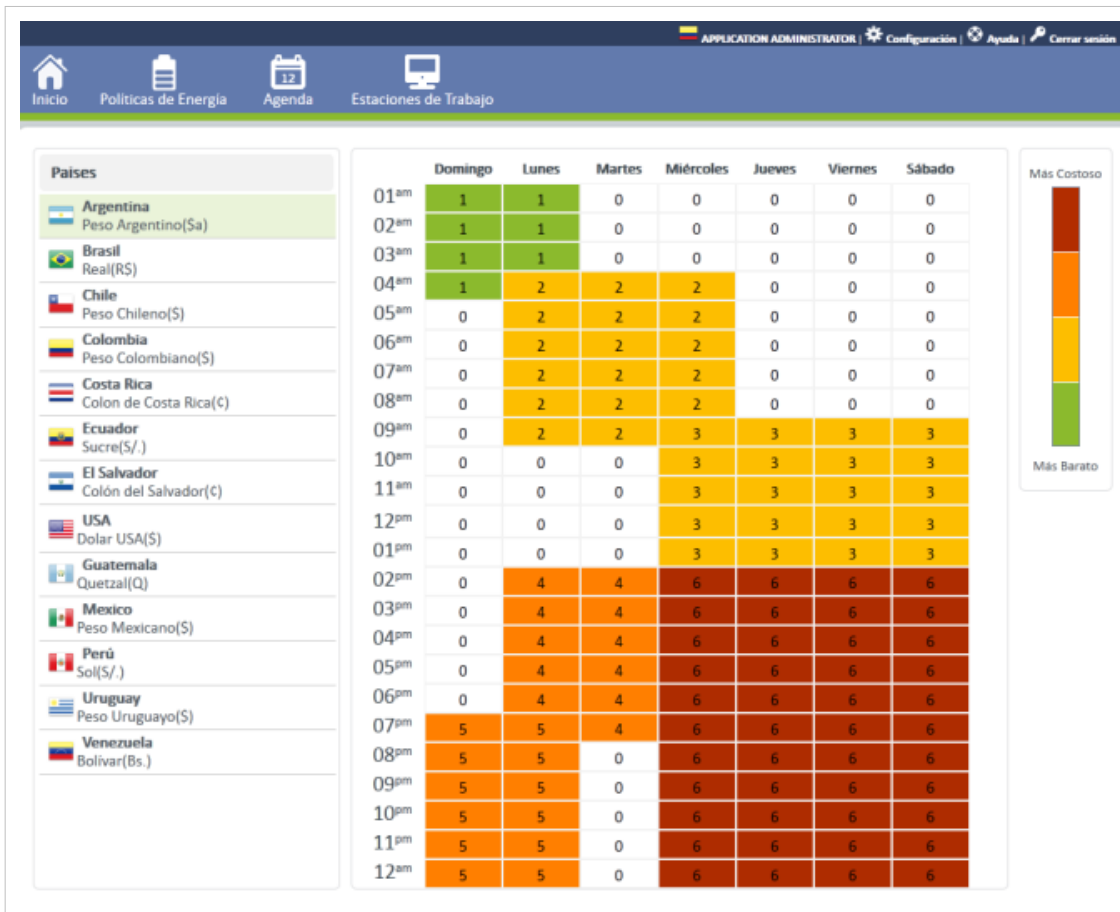 APPLICATION ADMINISTRATOR | Configuración | Ayuda | Cerrar sesión
12
Inicio Políticas de Energía Agenda Estaciones de Trabajo
Paises
Argentina
Peso Argentino($a)
Brasil
Real(R$)
Chile
Peso Chileno($)
Colombia
Peso Colombiano($)
Costa Rica
Colon de Costa Rica(¢)
Ecuador
Sucre(S/.)
El Salvador
Colón del Salvador(¢)
USA
Dolar USA($)
Guatemala
Quetzal(Q)
Mexico
Peso Mexicano($)
Perú
Sol(S/.)
Uruguay
Peso Uruguayo($)
Venezuela
Bolívar(Bs.)
Domingo Lunes Martes Miércoles Jueves Viernes Sábado
01am 1 1 0 0 0 0 0
02am 1 1 0 0 0 0 0
03am 1 1 0 0 0 0 0
04am 1 2 2 2 0 0 0
05am 0 2 2 2 0 0 0
06am 0 2 2 2 0 0 0
07am 0 2 2 2 0 0 0
08am 0 2 2 2 0 0 0
09am 0 2 2 3 3 3 3
10am 0 0 0 3 3 3 3
11am 0 0 0 3 3 3 3
12pm 0 0 0 3 3 3 3
01pm 0 0 0 3 3 3 3
02pm 0 4 4 6 6 6 6
03pm 0 4 4 6 6 6 6
04pm 0 4 4 6 6 6 6
05pm 0 4 4 6 6 6 6
06pm 0 4 4 6 6 6 6
07pm 5 5 4 6 6 6 6
08pm 5 5 0 6 6 6 6
09pm 5 5 0 6 6 6 6
10pm 5 5 0 6 6 6 6
11pm 5 5 0 6 6 6 6
12am 5 5 0 6 6 6 6
Más Costoso
Más Barato